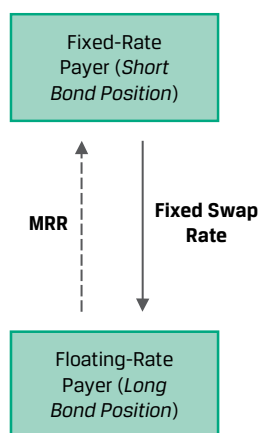 Fixed-Rate
Payer (Short
Bond Position)
MRR
Fixed Swap
Rate
Floating-Rate
Payer (Long
Bond Position)